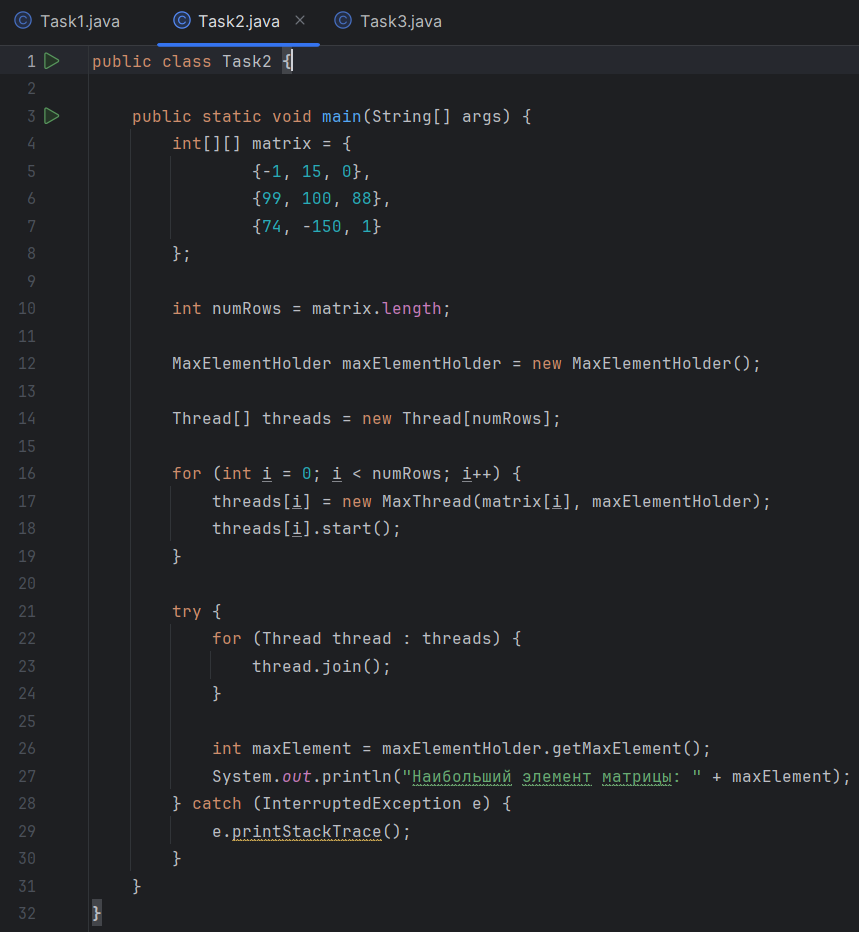 Task1.java Task2.java Task3.java
1 public class Task2 {
2
3 public static void main(String[] args) {
4 int[][] matrix = {
5 {-1, 15, 0},
6 {99, 100, 88},
7 {74, -150, 1}
8 };
9
10 int numRows = matrix.length;
11
12 MaxElementHolder maxElementHolder = new MaxElementHolder();
13
14 Thread[] threads = new Thread[numRows];
15
16 for (int i = 0; i < numRows; i++) {
17 threads[i] = new MaxThread(matrix[i], maxElementHolder);
18 threads[i].start();
19 }
20
21 try {
22 for (Thread thread : threads) {
23 thread.join();
24 }
25
26 int maxElement = maxElementHolder.getMaxElement();
27 System.out.println("Наибольший элемент матрицы: " + maxElement);
28 } catch (InterruptedException e) {
29 e.printStackTrace();
30 }
31 }
32 }